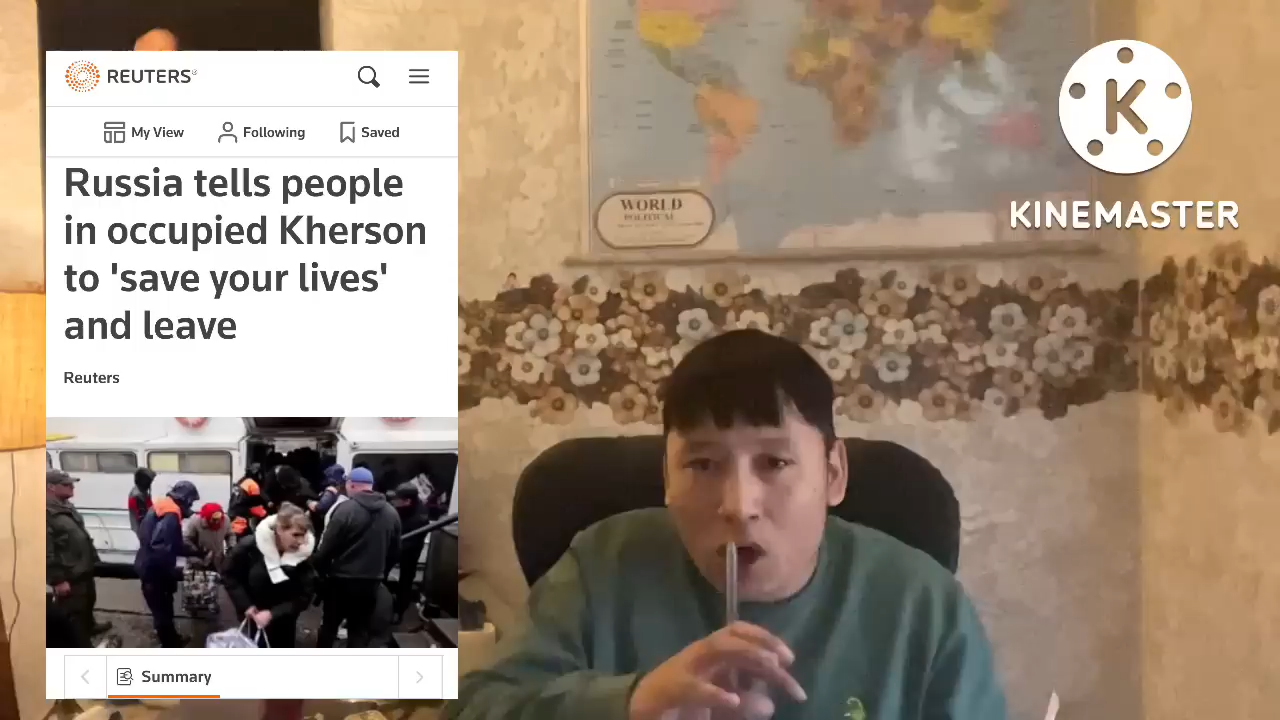 REUTERS
My View
Following
Saved
Russia tells people
in occupied Kherson
to 'save your lives'
and leave
Reuters
Summary
WORLD
POLITICAL
K
KINEMASTER